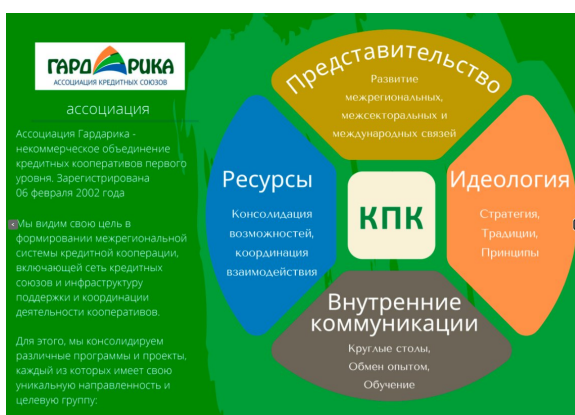 ГАРДАРИКА
АССОЦИАЦИЯ КРЕДИТНЫХ СОЮЗОВ
ассоциация
Ассоциация Гардарика -
некоммерческое объединение
кредитных кооперативов первого
уровня. Зарегистрирована
06 февраля 2002 года
Мы видим свою цель в
формировании межрегиональной
системы кредитной кооперации,
включающей сеть кредитных
союзов и инфраструктуру
поддержки и координации
деятельности кооперативов.
Для этого, мы консолидируем
различные программы и проекты,
каждый из которых имеет свою
уникальную направленность и
целевую группу:
Представительство
Развитие
межрегиональных,
межсекторальных и
международных связей
Ресурсы
Консолидация
возможностей,
координация
взаимодействия
КПК
Идеология
Стратегия,
Традиции,
Принципы
Внутренние
коммуникации
Круглые столы,
Обмен опытом,
Обучение